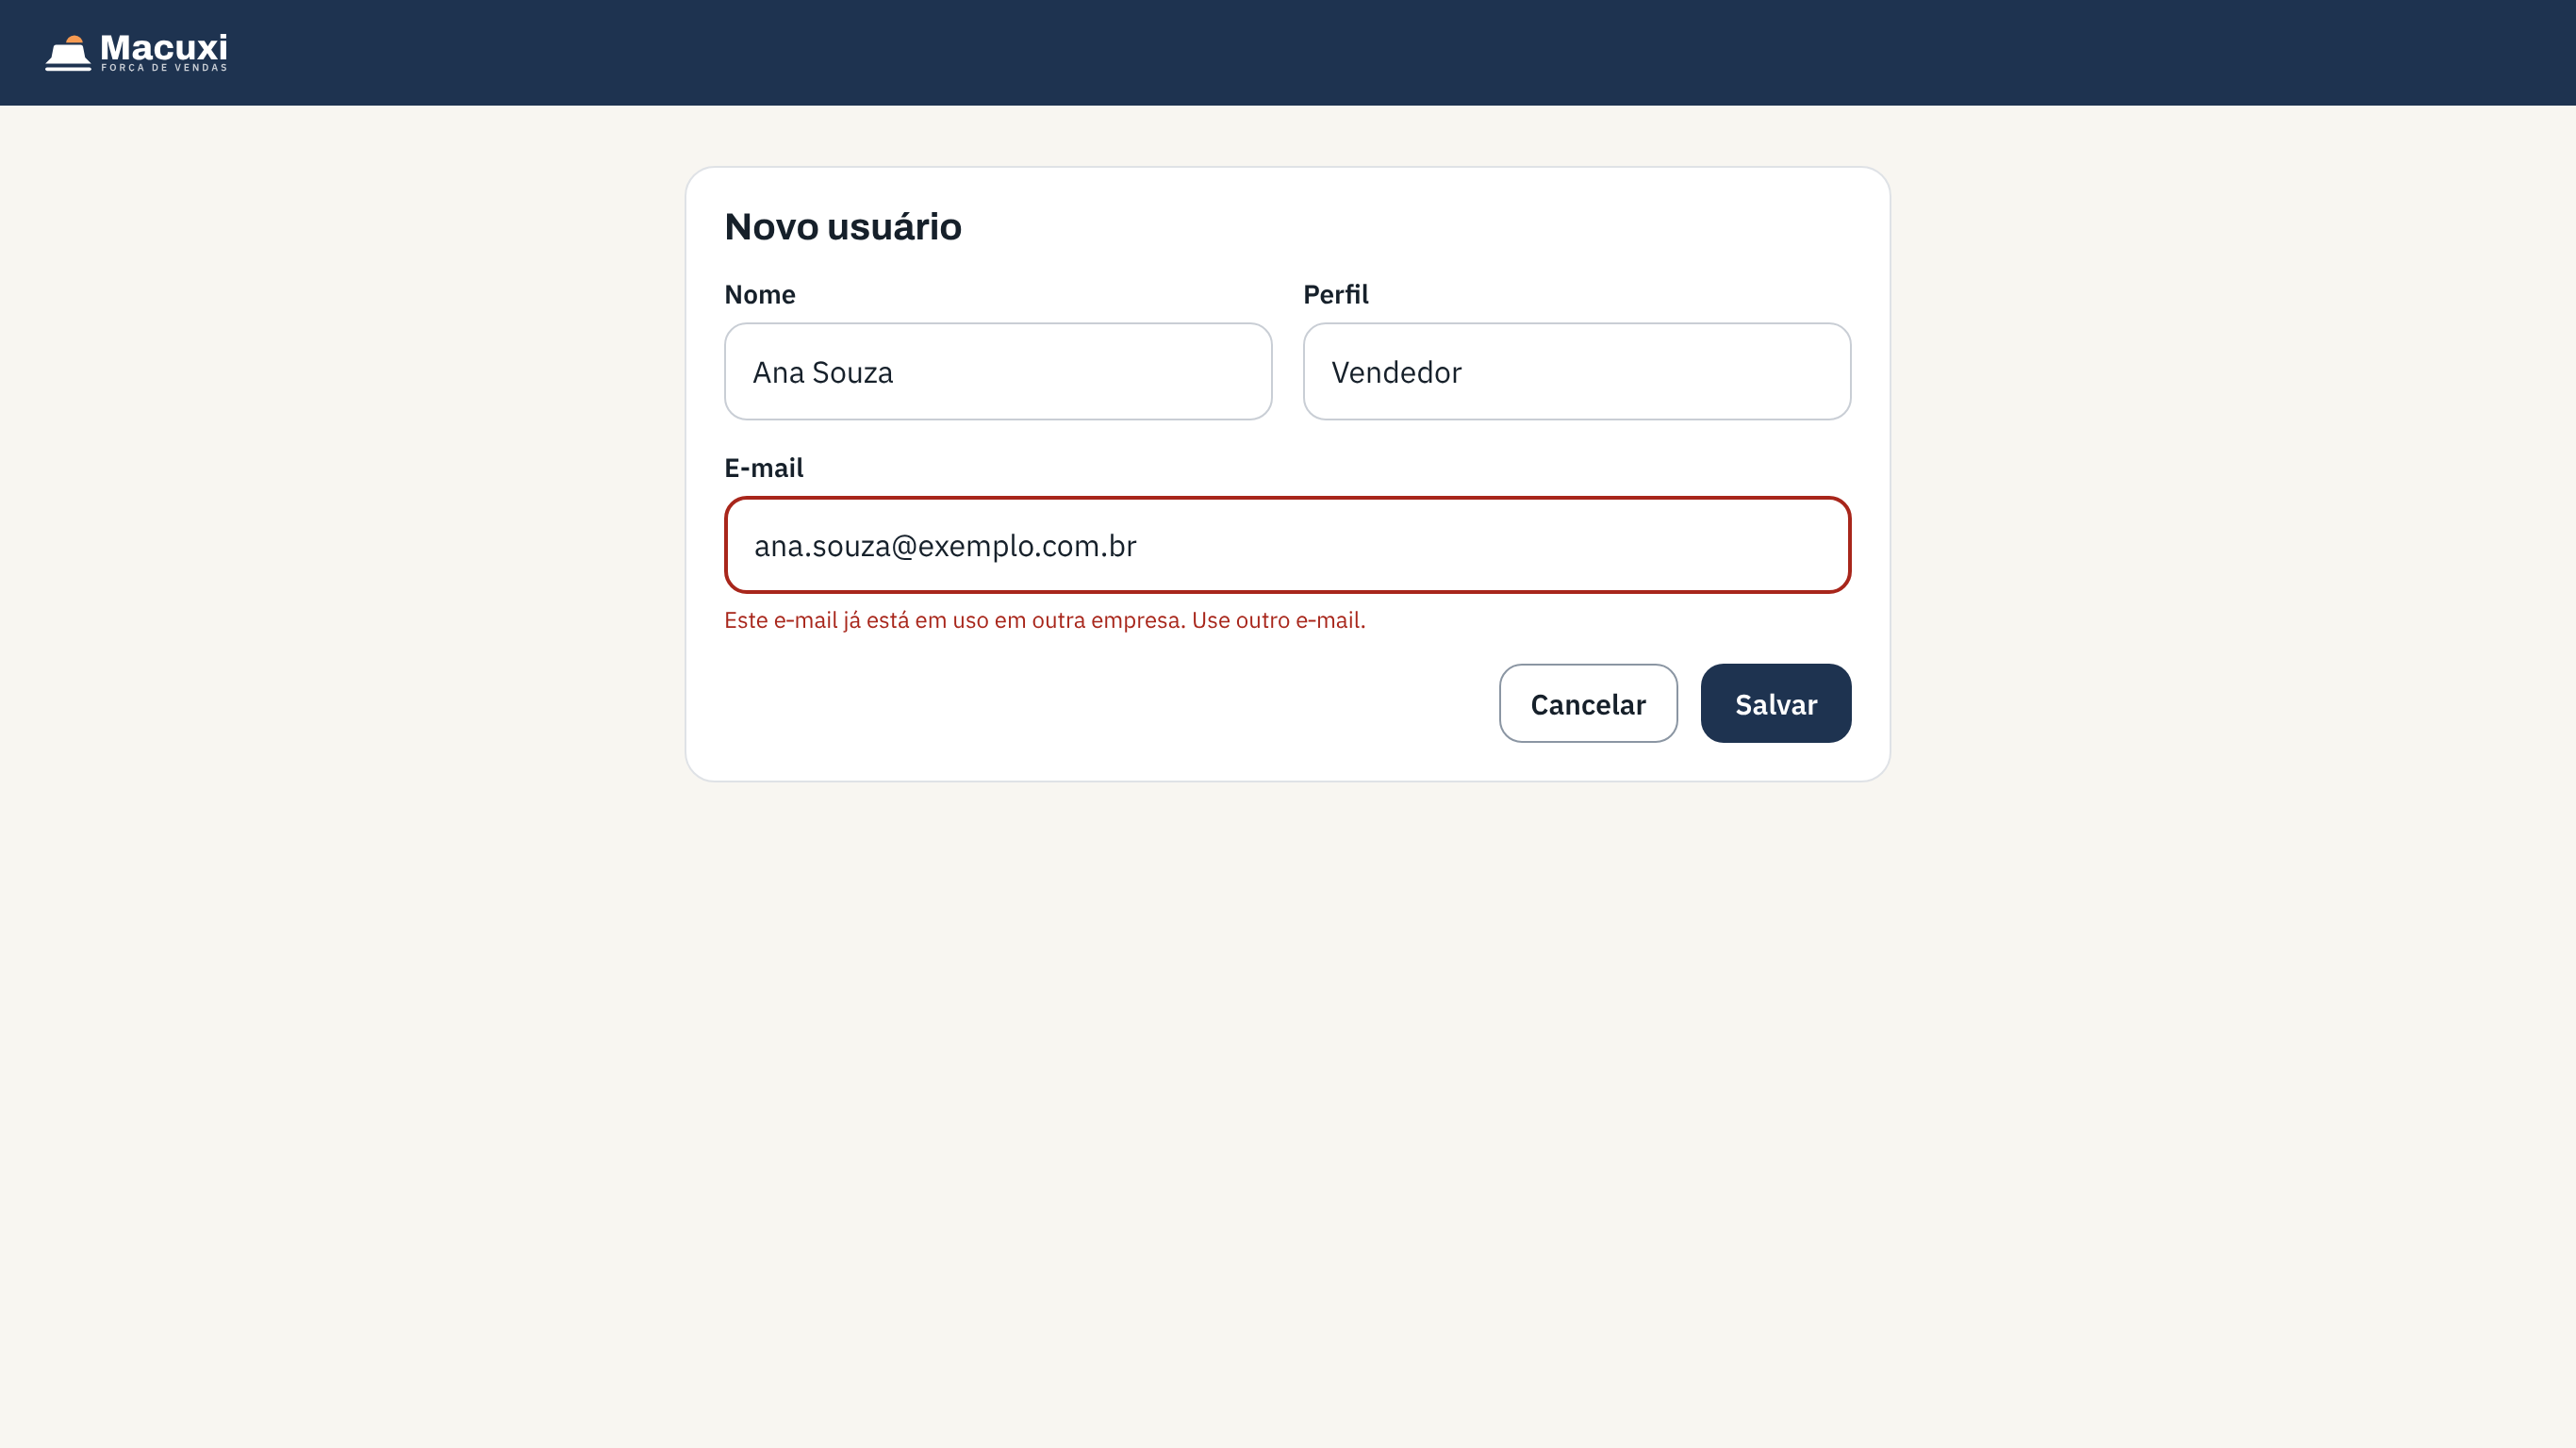 Macuxi
FORÇA DE VENDAS
Novo usuário
Nome
Perfil
Ana Souza
Vendedor
E-mail
ana.souza@exemplo.com.br
Este e-mail já está em uso em outra empresa. Use outro e-mail.
Cancelar
Salvar